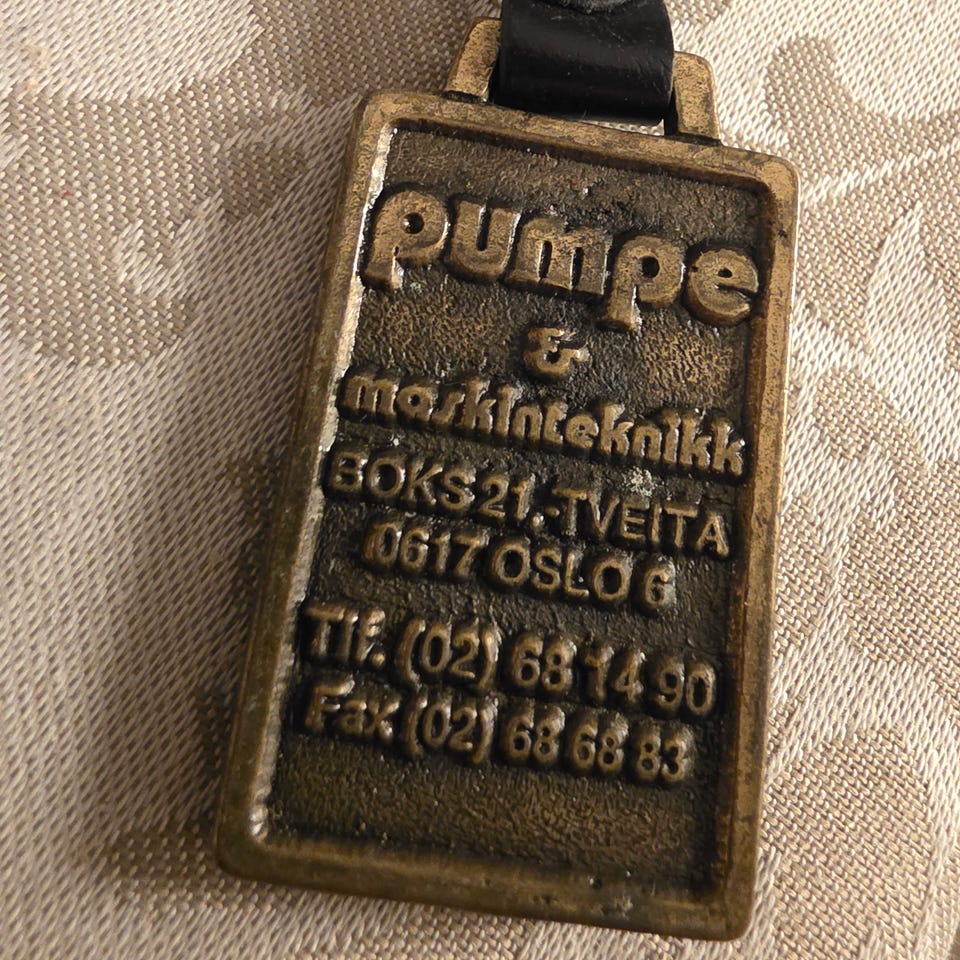 pumpe
&
maskinteknikk
BOKS 21.-TVEITA
0617 OSLO 6
Tlf. (02) 68 14 90
Fax (02) 68 68 83